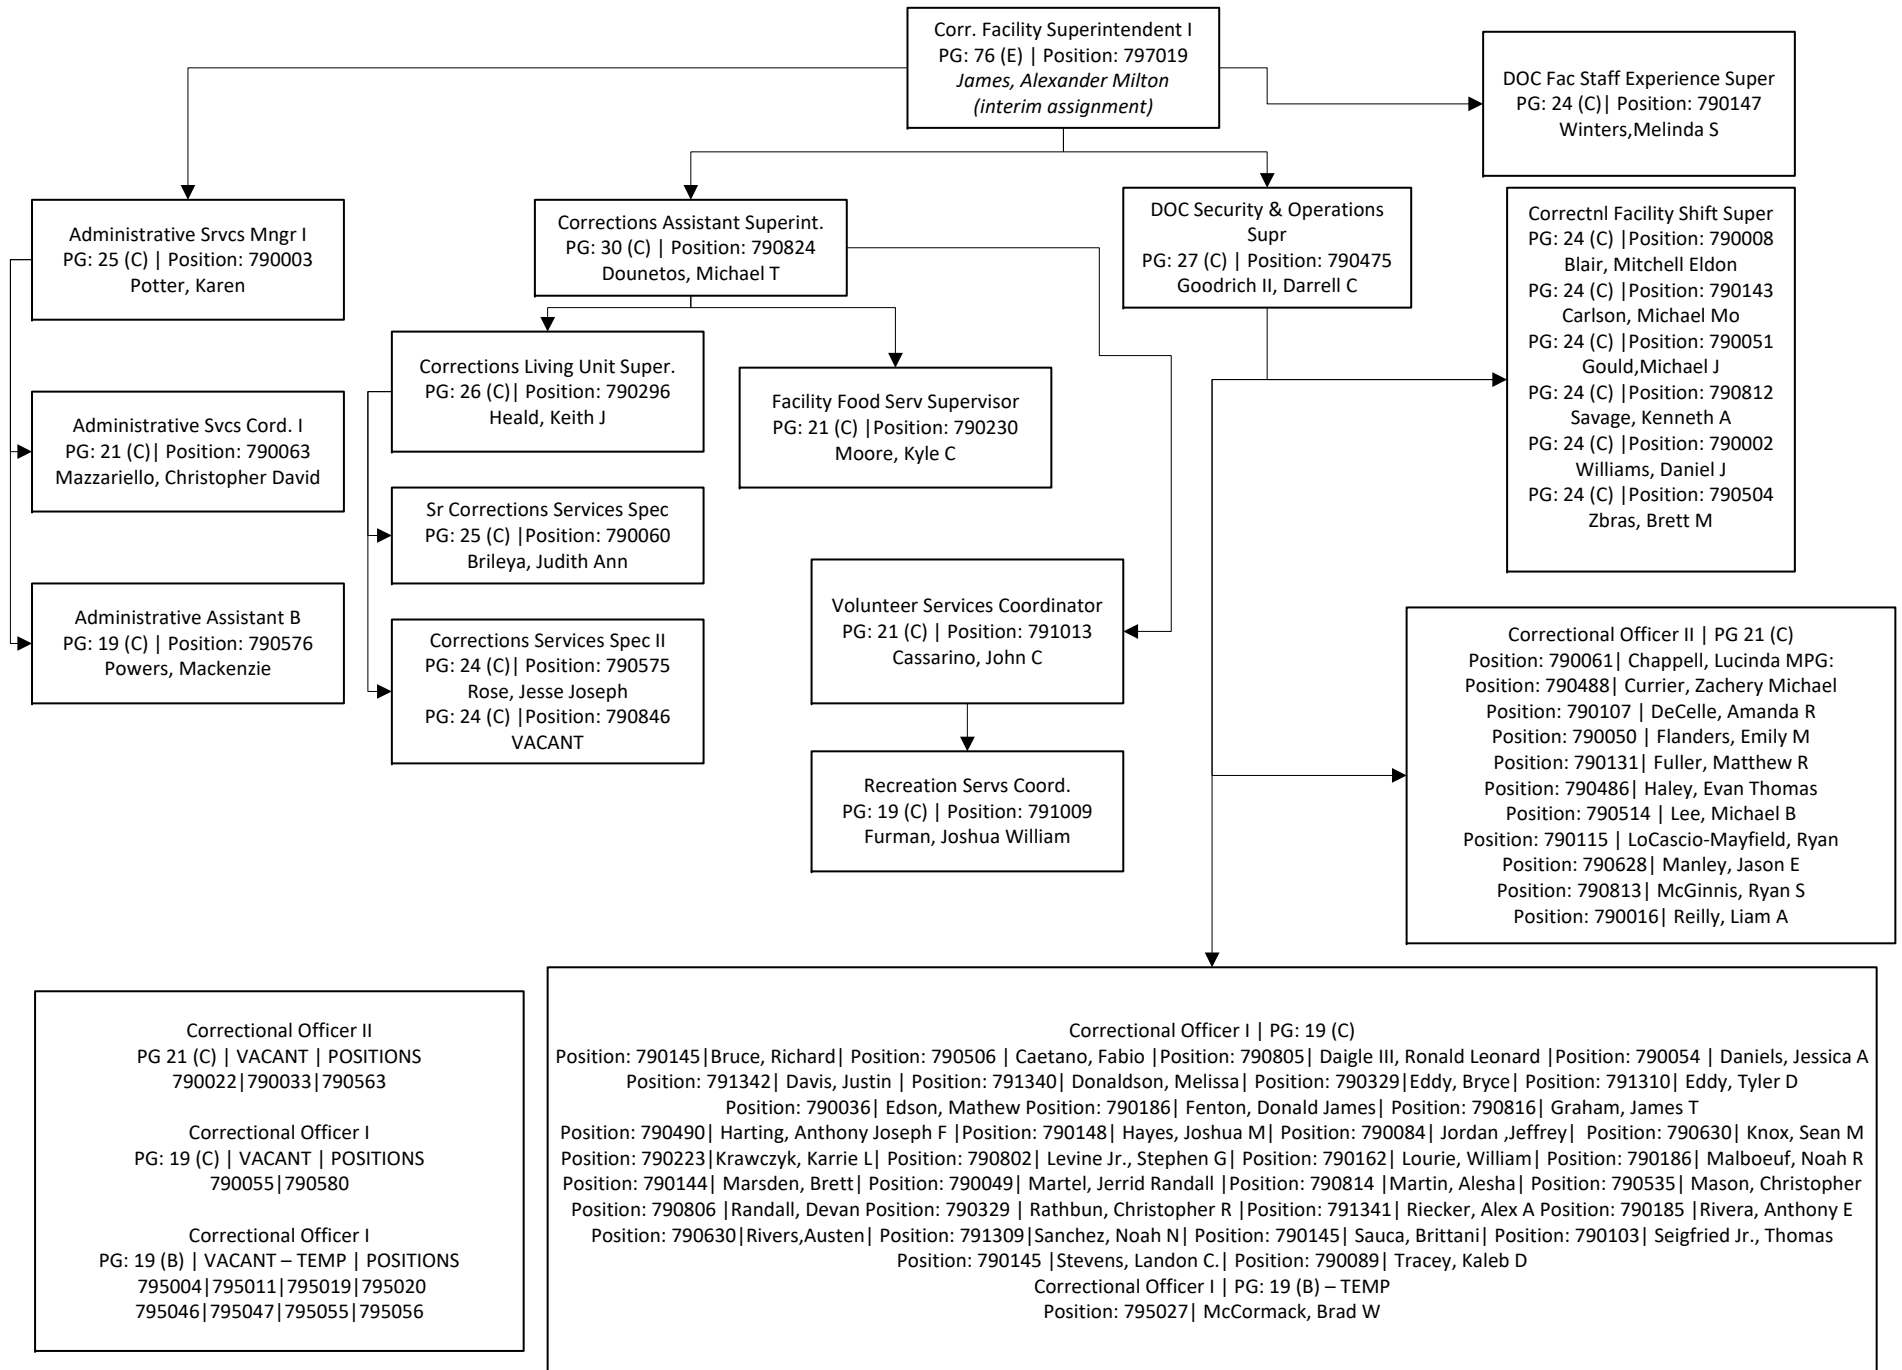 Corr. Facility Superintendent I
PG: 76 (E) | Position: 797019
James, Alexander Milton
(interim assignment)
DOC Fac Staff Experience Super
PG: 24 (C)| Position: 790147
Winters,Melinda S
Administrative Srvcs Mngr I
PG: 25 (C) | Position: 790003
Potter, Karen
Corrections Assistant Superint.
PG: 30 (C) | Position: 790824
Dounetos, Michael T
DOC Security & Operations
Supr
PG: 27 (C) | Position: 790475
Goodrich II, Darrell C
Correctnl Facility Shift Super
PG: 24 (C) |Position: 790008
Blair, Mitchell Eldon
PG: 24 (C) |Position: 790143
Carlson, Michael Mo
PG: 24 (C) |Position: 790051
Gould,Michael J
PG: 24 (C) |Position: 790812
Savage, Kenneth A
PG: 24 (C) |Position: 790002
Williams, Daniel J
PG: 24 (C) |Position: 790504
Zbras, Brett M
Corrections Living Unit Super.
PG: 26 (C)| Position: 790296
Heald, Keith J
Facility Food Serv Supervisor
PG: 21 (C) |Position: 790230
Moore, Kyle C
Administrative Svcs Cord. I
PG: 21 (C)| Position: 790063
Mazzariello, Christopher David
Sr Corrections Services Spec
PG: 25 (C) |Position: 790060
Brileya, Judith Ann
Administrative Assistant B
PG: 19 (C) | Position: 790576
Powers, Mackenzie
Corrections Services Spec II
PG: 24 (C)| Position: 790575
Rose, Jesse Joseph
PG: 24 (C) |Position: 790846
VACANT
Volunteer Services Coordinator
PG: 21 (C) | Position: 791013
Cassarino, John C
Recreation Servs Coord.
PG: 19 (C) | Position: 791009
Furman, Joshua William
Correctional Officer II | PG 21 (C)
Position: 790061| Chappell, Lucinda MPG:
Position: 790488| Currier, Zachery Michael
Position: 790107 | DeCelle, Amanda R
Position: 790050 | Flanders, Emily M
Position: 790131| Fuller, Matthew R
Position: 790486| Haley, Evan Thomas
Position: 790514 | Lee, Michael B
Position: 790115 | LoCascio-Mayfield, Ryan
Position: 790628| Manley, Jason E
Position: 790813| McGinnis, Ryan S
Position: 790016| Reilly, Liam A
Correctional Officer II
PG 21 (C) | VACANT | POSITIONS
790022|790033|790563
Correctional Officer I
PG: 19 (C) | VACANT | POSITIONS
790055|790580
Correctional Officer I
PG: 19 (B) | VACANT – TEMP | POSITIONS
795004|795011|795019|795020
795046|795047|795055|795056
Correctional Officer I | PG: 19 (C)
Position: 790145|Bruce, Richard| Position: 790506 | Caetano, Fabio |Position: 790805| Daigle III, Ronald Leonard |Position: 790054 | Daniels, Jessica A
Position: 791342| Davis, Justin | Position: 791340| Donaldson, Melissa| Position: 790329|Eddy, Bryce| Position: 791310| Eddy, Tyler D
Position: 790036| Edson, Mathew Position: 790186| Fenton, Donald James| Position: 790816| Graham, James T
Position: 790490| Harting, Anthony Joseph F |Position: 790148| Hayes, Joshua M| Position: 790084| Jordan ,Jeffrey| Position: 790630| Knox, Sean M
Position: 790223|Krawczyk, Karrie L| Position: 790802| Levine Jr., Stephen G| Position: 790162| Lourie, William| Position: 790186| Malboeuf, Noah R
Position: 790144| Marsden, Brett| Position: 790049| Martel, Jerrid Randall |Position: 790814 |Martin, Alesha| Position: 790535| Mason, Christopher
Position: 790806 |Randall, Devan Position: 790329 | Rathbun, Christopher R |Position: 791341| Riecker, Alex A Position: 790185 |Rivera, Anthony E
Position: 790630|Rivers,Austen| Position: 791309|Sanchez, Noah N| Position: 790145| Sauca, Brittani| Position: 790103| Seigfried Jr., Thomas
Position: 790145 |Stevens, Landon C.| Position: 790089| Tracey, Kaleb D
Correctional Officer I | PG: 19 (B) – TEMP
Position: 795027| McCormack, Brad W